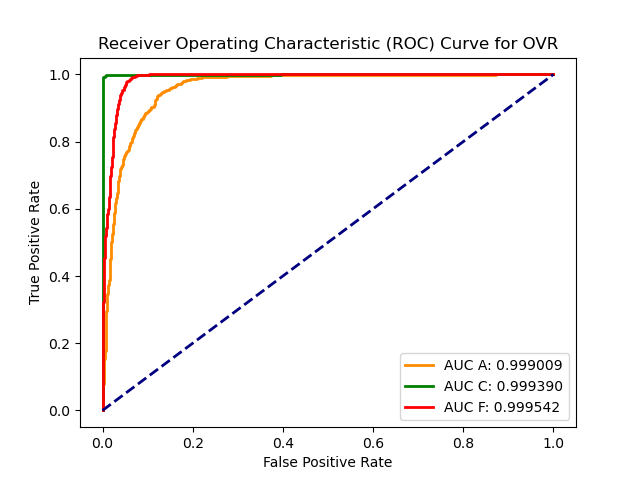 Receiver Operating Characteristic (ROC) Curve for OVR
1.0
0.8
0.6
0.4
0.2
0.0
True Positive Rate
AUC A: 0.999009
AUC C: 0.999390
AUC F: 0.999542
0.0 0.2 0.4 0.6 0.8 1.0
False Positive Rate